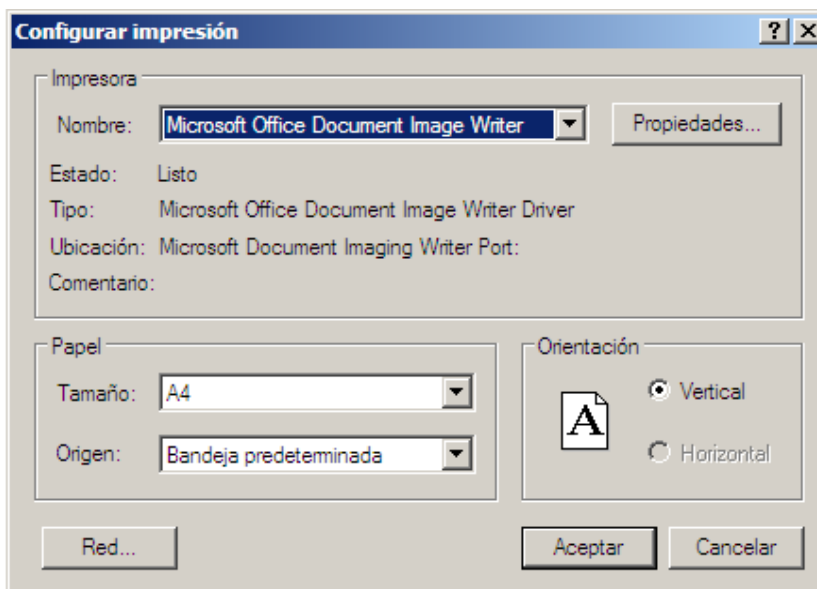 Configurar impresión
Impresora
Nombre: Microsoft Office Document Image Writer Propiedades...
Estado: Listo
Tipo: Microsoft Office Document Image Writer Driver
Ubicación: Microsoft Document Imaging Writer Port:
Comentario:
Papel
Tamaño: A4
Origen: Bandeja predeterminada
Orientación
A
Vertical
Horizontal
Red... Aceptar Cancelar